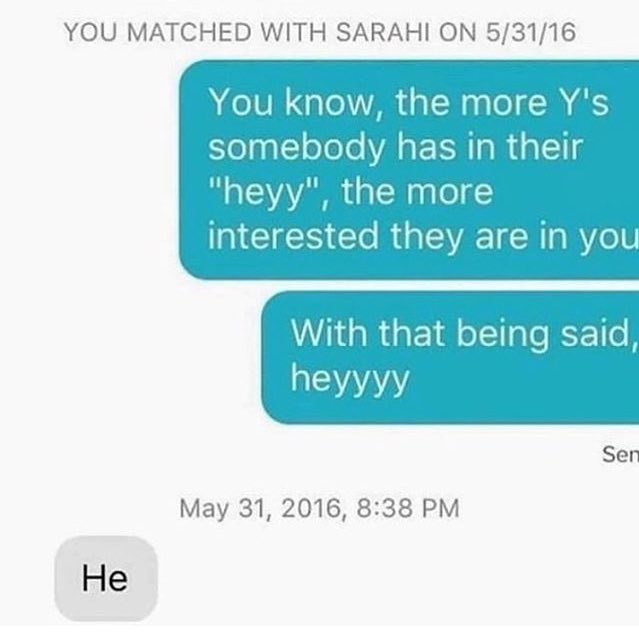 YOU MATCHED WITH SARAHI ON 5/31/16
You know, the more Y's
somebody has in their
"heyy", the more
interested they are in you
With that being said,
heyyyy
Sen
May 31, 2016, 8:38 PM
He